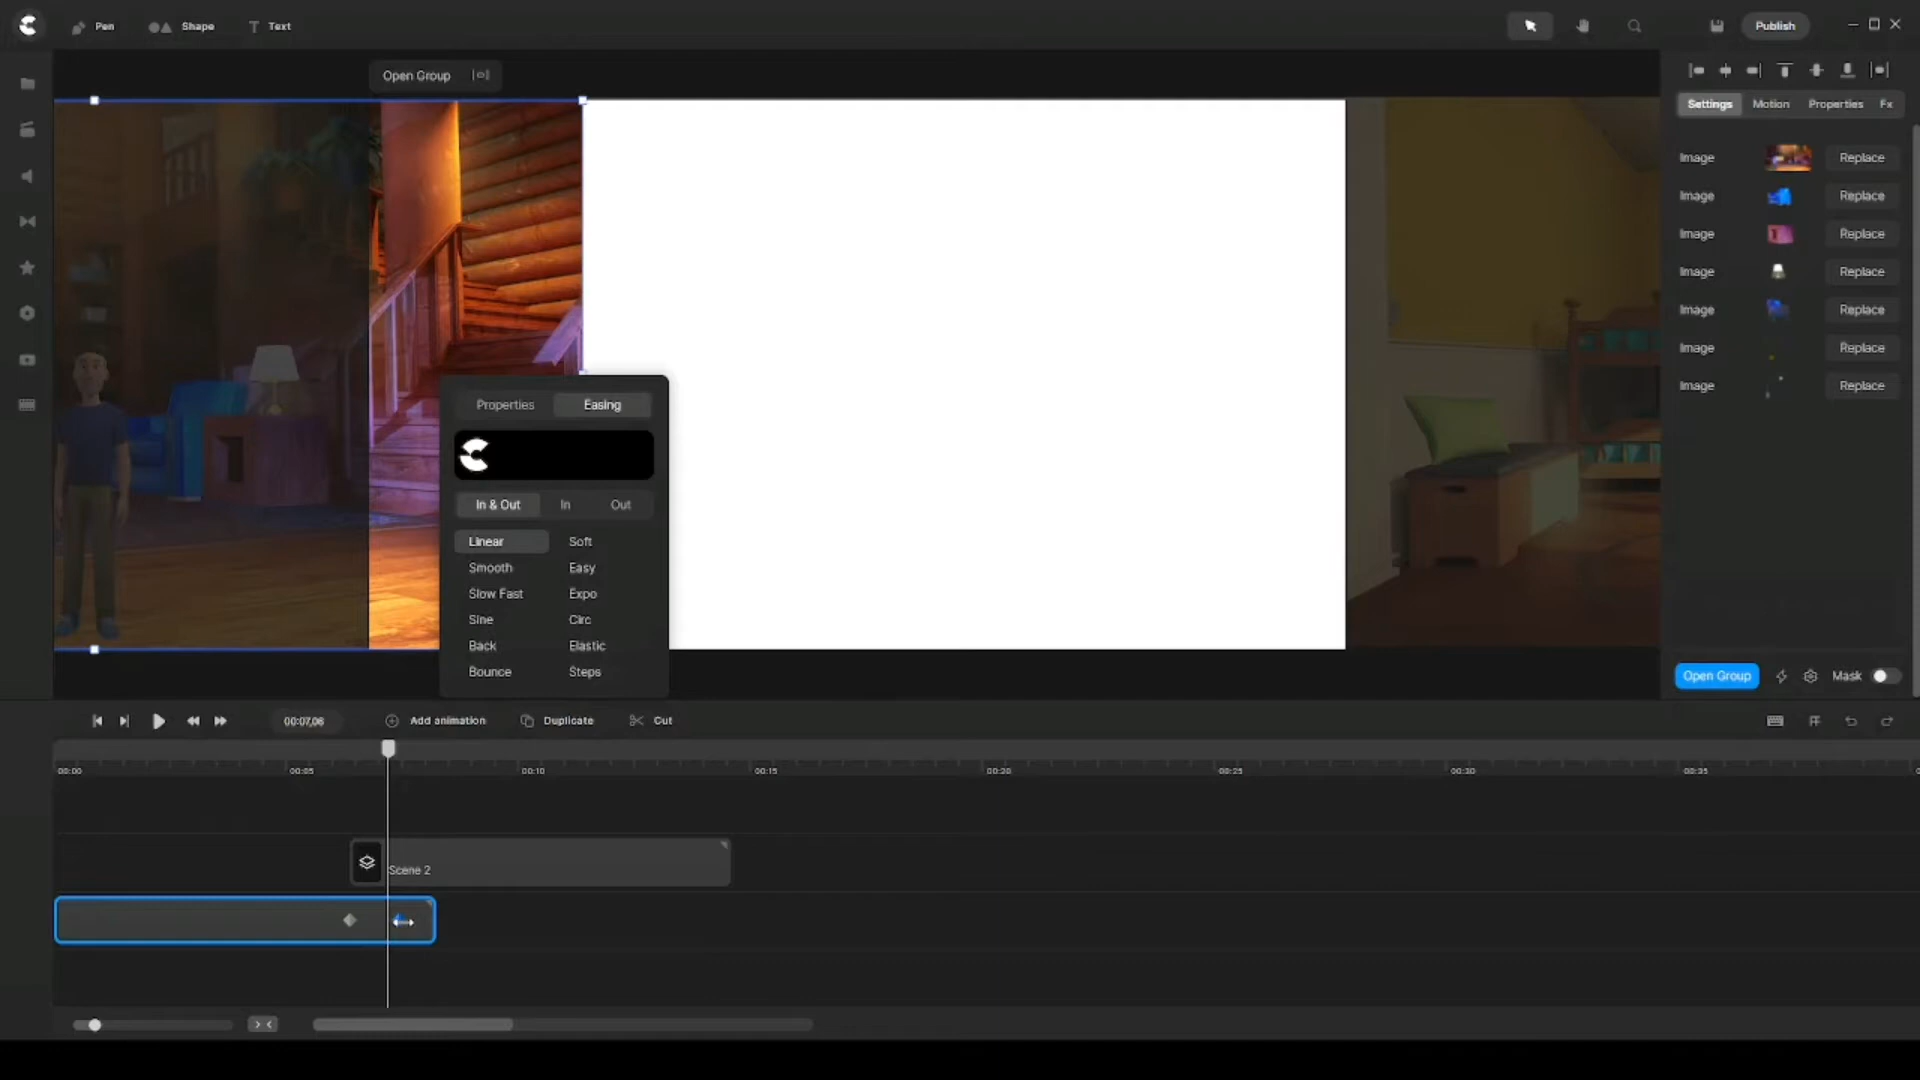 Pen Shape Text Publish
Open Group
Settings Motion Properties Fx
Image Replace
Image Replace
Image Replace
Image Replace
Image Replace
Image Replace
Image Replace
Properties Easing
In & Out In Out
Linear Soft
Smooth Easy
Slow Fast Expo
Sine Circ
Back Elastic
Bounce Steps
Open Group Mask
00:07,06 Add animation Duplicate Cut
00:00 00:05 00:10 00:15 00:20 00:25 00:30 00:35
Scene 2